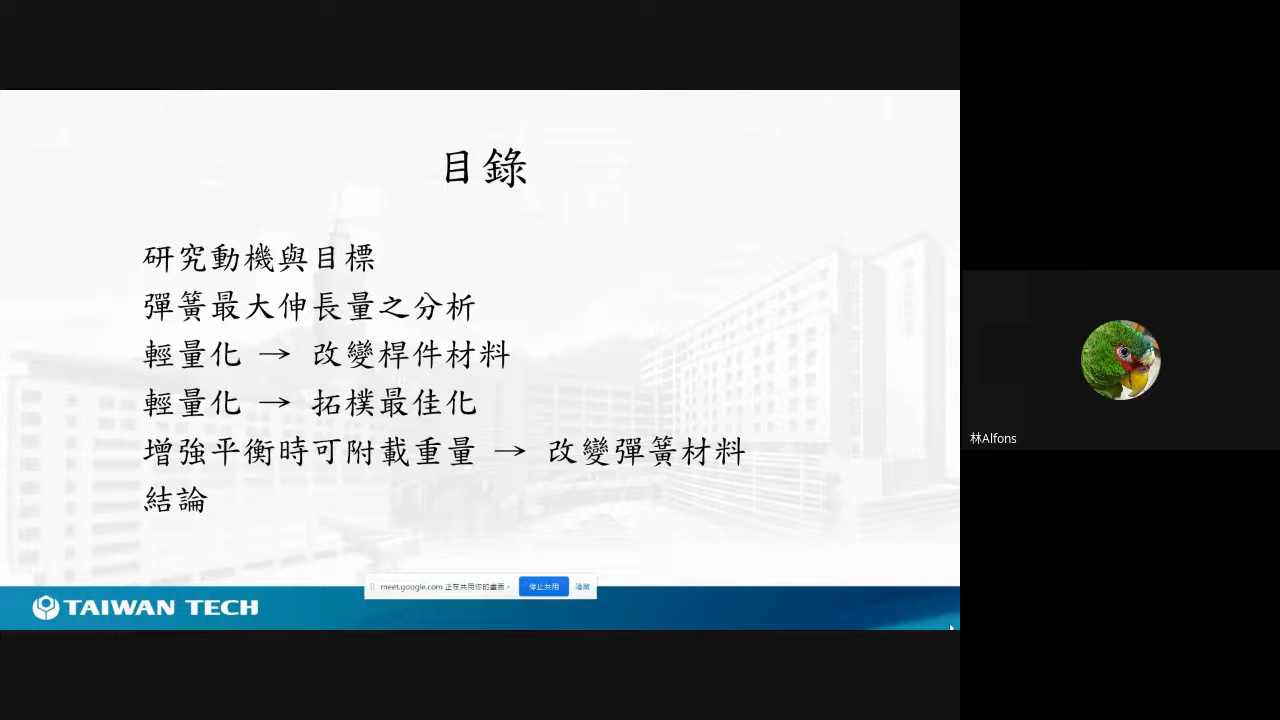 目錄
研究動機與目標
彈簧最大伸長量之分析
輕量化 → 改變桿件材料
輕量化 → 拓樸最佳化
增強平衡時可附載重量 → 改變彈簧材料
結論
meet.google.com 正在共用你的畫面。 停止共用 隱藏
TAIWAN TECH
林Alfons